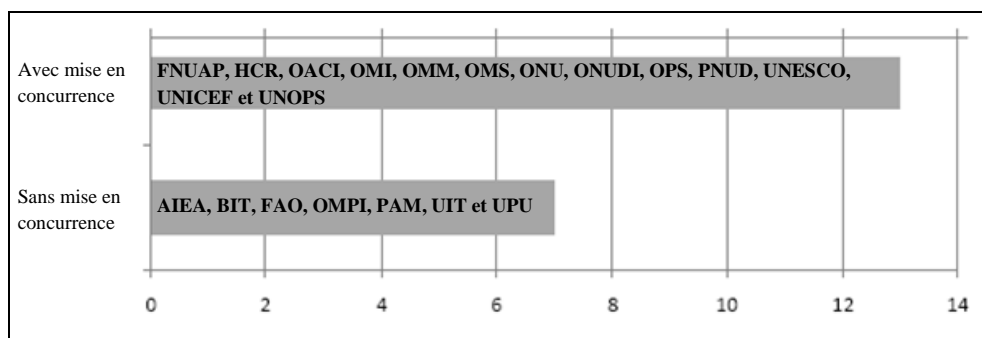 Avec mise en
concurrence
FNUAP, HCR, OACI, OMI, OMM, OMS, ONU, ONUDI, OPS, PNUD, UNESCO,
UNICEF et UNOPS
Sans mise en
concurrence
AIEA, BIT, FAO, OMPI, PAM, UIT et UPU
0 2 4 6 8 10 12 14